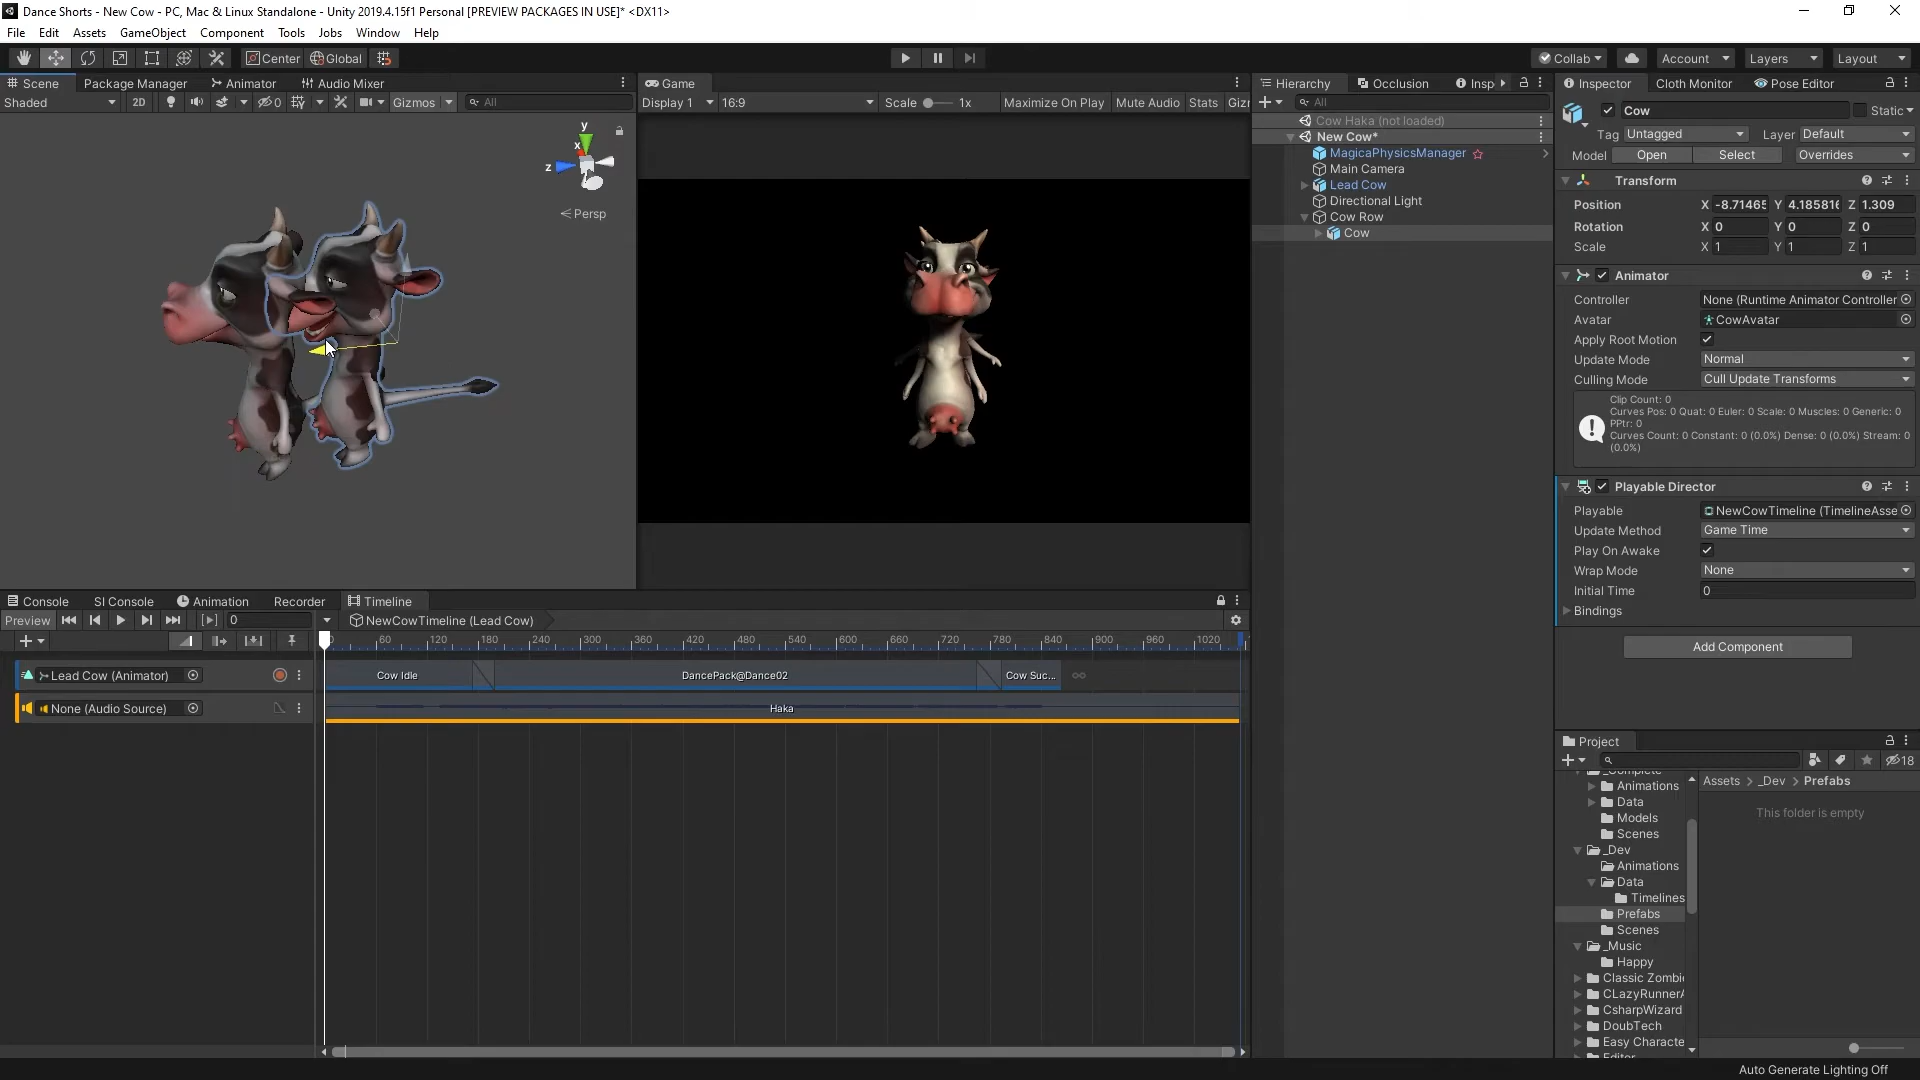 Dance Shorts - New Cow - PC, Mac & Linux Standalone - Unity 2019.4.15f1 Personal [PREVIEW PACKAGES IN USE]* <DX11>
File Edit Assets GameObject Component Tools Jobs Window Help
Center Global Collab Account Layers Layout
Scene Package Manager Animator Audio Mixer
Shaded 2D 0 Gizmos All
y
x
z
Persp
Game
Display 1 16:9 Scale 1x Maximize On Play Mute Audio Stats Giz
Hierarchy Occlusion Insp
All
Cow Haka (not loaded)
New Cow*
MagicaPhysicsManager
Main Camera
Lead Cow
Directional Light
Cow Row
Cow
Inspector Cloth Monitor Pose Editor
Cow Static
Tag Untagged Layer Default
Model Open Select Overrides
Transform
Position X -8.71465 Y 4.185816 Z 1.309
Rotation X 0 Y 0 Z 0
Scale X 1 Y 1 Z 1
Animator
Controller None (Runtime Animator Controller
Avatar CowAvatar
Apply Root Motion
Update Mode Normal
Culling Mode Cull Update Transforms
Clip Count: 0
Curves Pos: 0 Quat: 0 Euler: 0 Scale: 0 Muscles: 0 Generic: 0
PPtr: 0
Curves Count: 0 Constant: 0 (0.0%) Dense: 0 (0.0%) Stream: 0
(0.0%)
Playable Director
Playable NewCowTimeline (TimelineAsse
Update Method Game Time
Play On Awake
Wrap Mode None
Initial Time 0
Bindings
Add Component
Console SI Console Animation Recorder Timeline
Preview 0 NewCowTimeline (Lead Cow)
60 120 180 240 300 360 420 480 540 600 660 720 780 840 900 960 1020
Lead Cow (Animator) Cow Idle DancePack@Dance02 Cow Suc...
None (Audio Source) Haka
Project
18
_Complete
Animations
Data
Models
Scenes
_Dev
Animations
Data
Timelines
Prefabs
Scenes
_Music
Happy
Classic Zombi
CLazyRunnerA
CsharpWizard
DoubTech
Easy Characte
Editor
Assets > _Dev > Prefabs
This folder is empty
Auto Generate Lighting Off